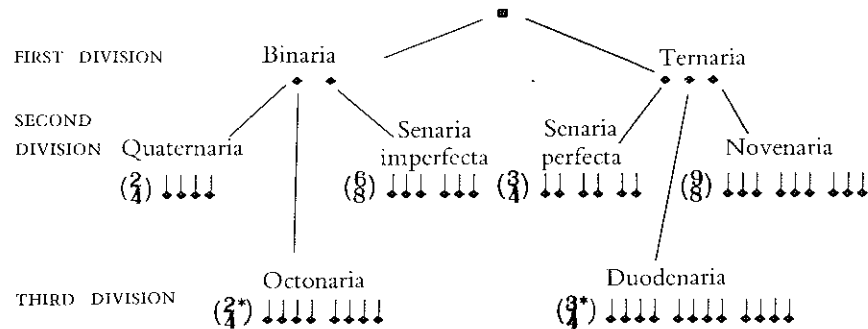 FIRST DIVISION Binaria Ternaria
SECOND DIVISION Quaternaria Senaria imperfecta Senaria perfecta Novenaria
(2/4) (6/8) (3/4) (9/8)
Octonaria Duodenaria
THIRD DIVISION (2/4*) (3/4*)